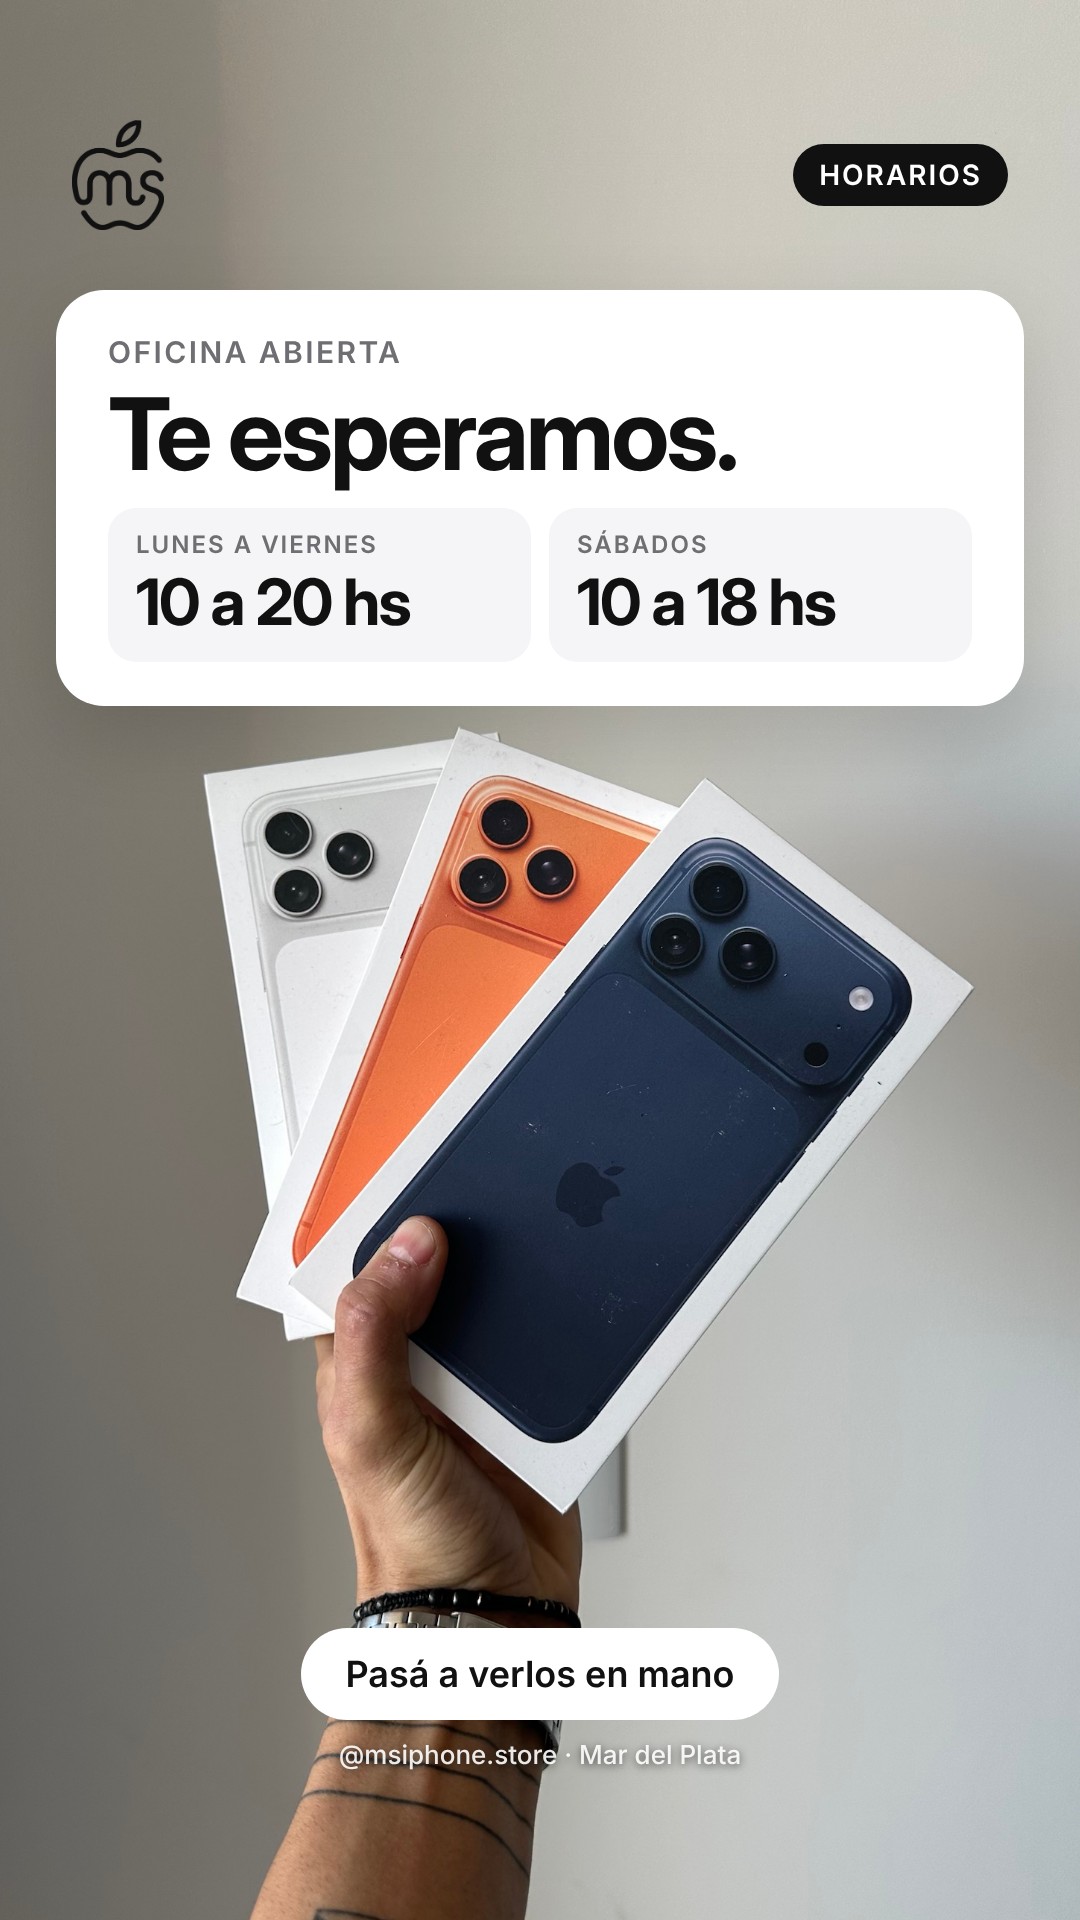 ms
HORARIOS
OFICINA ABIERTA
Te esperamos.
LUNES A VIERNES
10 a 20 hs
SÁBADOS
10 a 18 hs
Pasá a verlos en mano
@msiphone.store · Mar del Plata